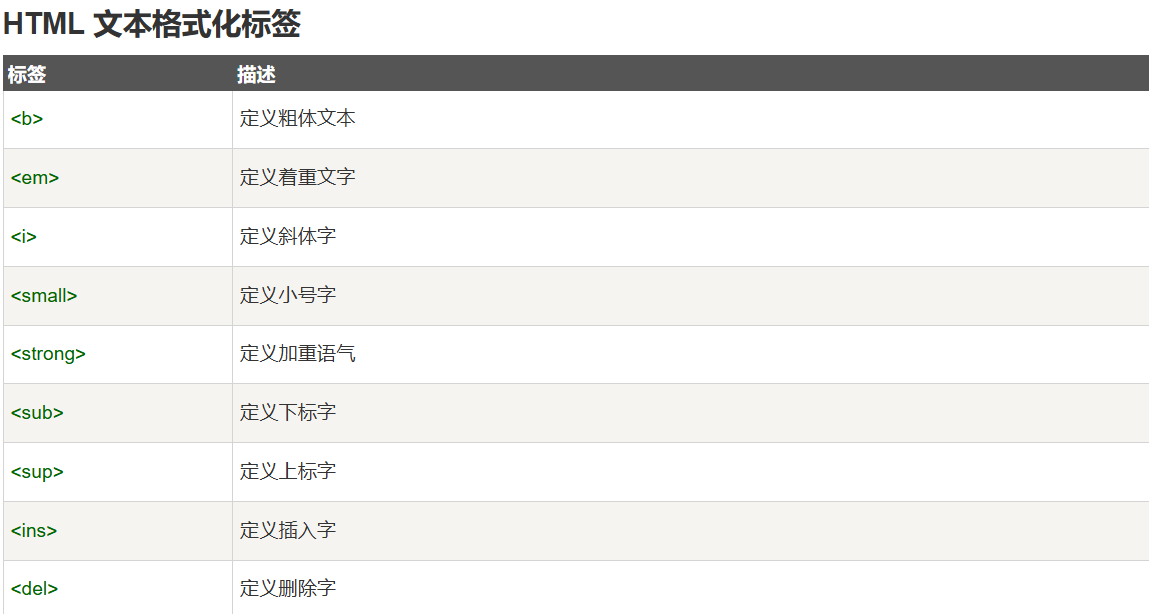 HTML 文本格式化标签
标签 描述
<b> 定义粗体文本
<em> 定义着重文字
<i> 定义斜体字
<small> 定义小号字
<strong> 定义加重语气
<sub> 定义下标字
<sup> 定义上标字
<ins> 定义插入字
<del> 定义删除字